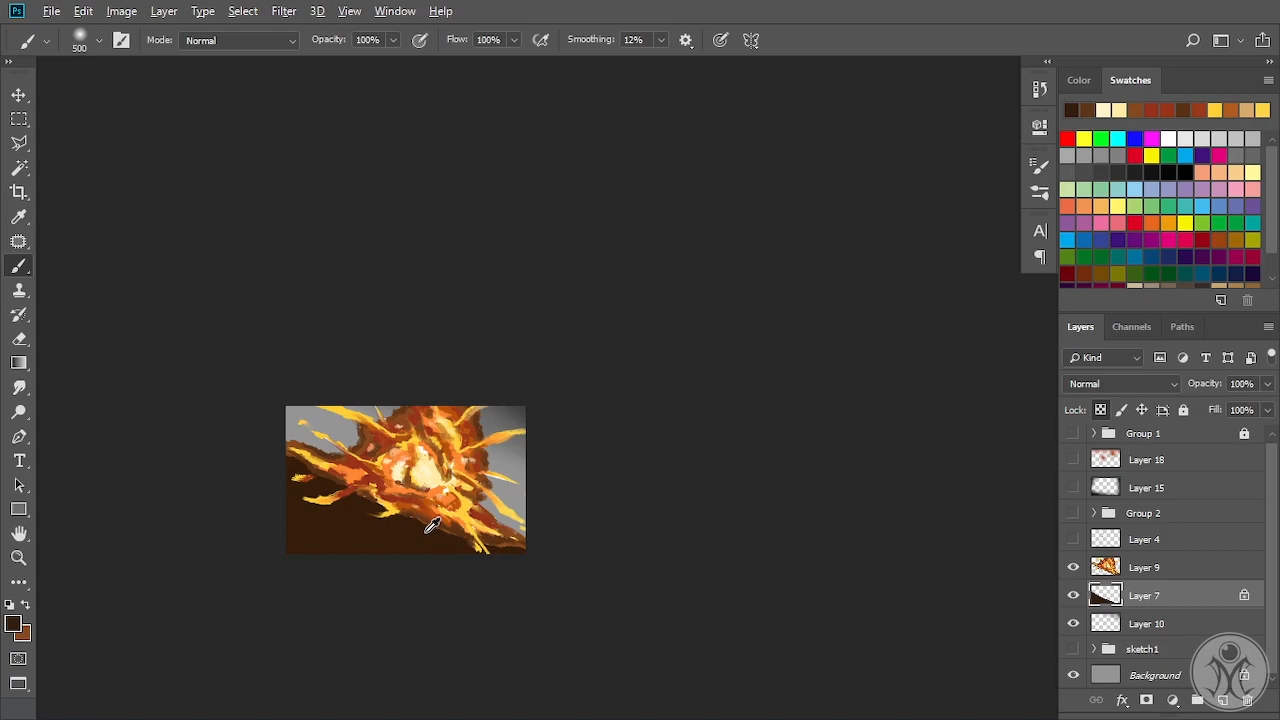 Ps File Edit Image Layer Type Select Filter 3D View Window Help
500 Mode: Normal Opacity: 100% Flow: 100% Smoothing: 12%
Color Swatches
Layers Channels Paths
Kind
Normal Opacity: 100%
Lock: Fill: 100%
Group 1
Layer 18
Layer 15
Group 2
Layer 4
Layer 9
Layer 7
Layer 10
sketch1
Background